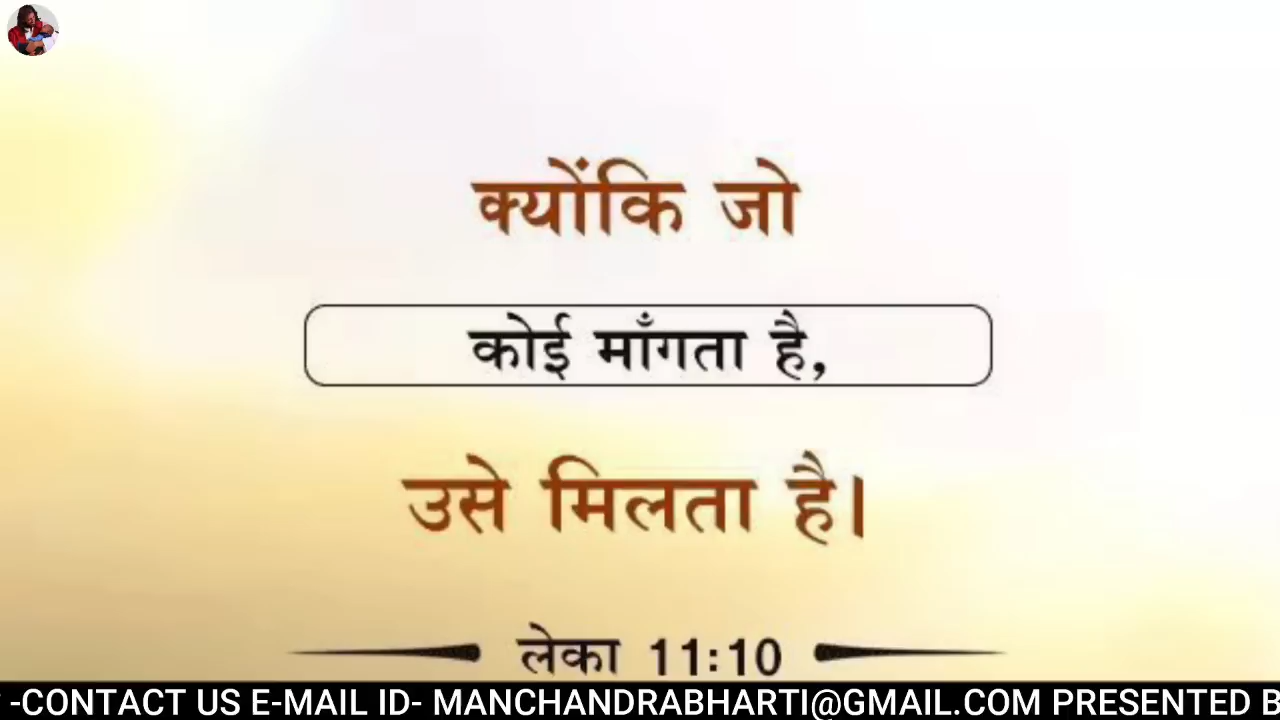 क्योंकि जो
कोई माँगता है,
उसे मिलता है।
लेका 11:10
-CONTACT US E-MAIL ID- MANCHANDRABHARTI@GMAIL.COM PRESENTED B